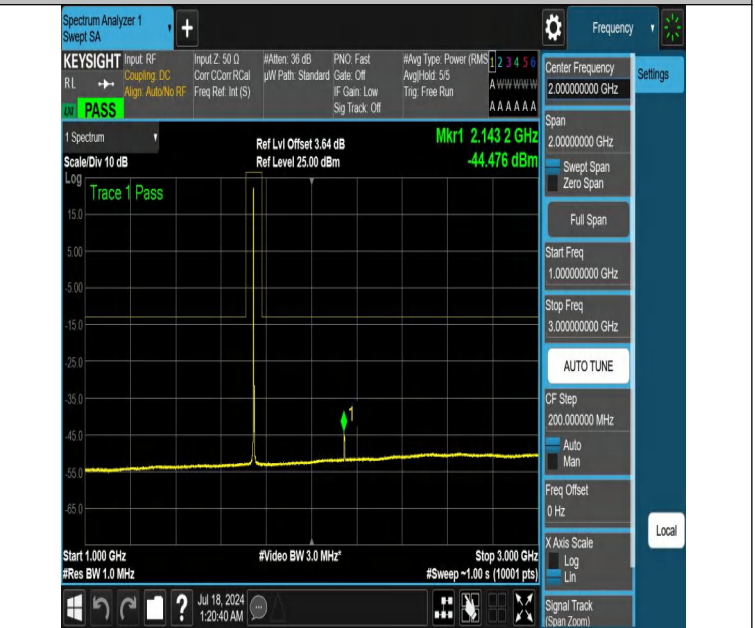 Spectrum Analyzer 1
Swept SA
+
Frequency
KEYSIGHT
RL
PASS
Input: RF
Coupling: DC
Align: Auto/No RF
Input Z: 50 Ω
Corr CCorr RCal
Freq Ref: Int (S)
#Atten: 36 dB
µW Path: Standard
PNO: Fast
Gate: Off
IF Gain: Low
Sig Track: Off
#Avg Type: Power (RMS
Avg|Hold: 5/5
Trig: Free Run
1 2 3 4 5 6
A W W W W W
A A A A A A
1 Spectrum
Scale/Div 10 dB
Ref Lvl Offset 3.64 dB
Ref Level 25.00 dBm
Mkr1 2.143 2 GHz
-44.476 dBm
Log
Trace 1 Pass
15.0
5.00
-5.00
-15.0
-25.0
-35.0
-45.0
-55.0
-65.0
1
Start 1.000 GHz
#Res BW 1.0 MHz
#Video BW 3.0 MHz*
Stop 3.000 GHz
#Sweep ~1.00 s (10001 pts)
?
Jul 18, 2024
1:20:40 AM
Center Frequency
2.000000000 GHz
Settings
Span
2.00000000 GHz
Swept Span
Zero Span
Full Span
Start Freq
1.000000000 GHz
Stop Freq
3.000000000 GHz
AUTO TUNE
CF Step
200.000000 MHz
Auto
Man
Freq Offset
0 Hz
X Axis Scale
Log
Lin
Local
Signal Track
(Span Zoom)